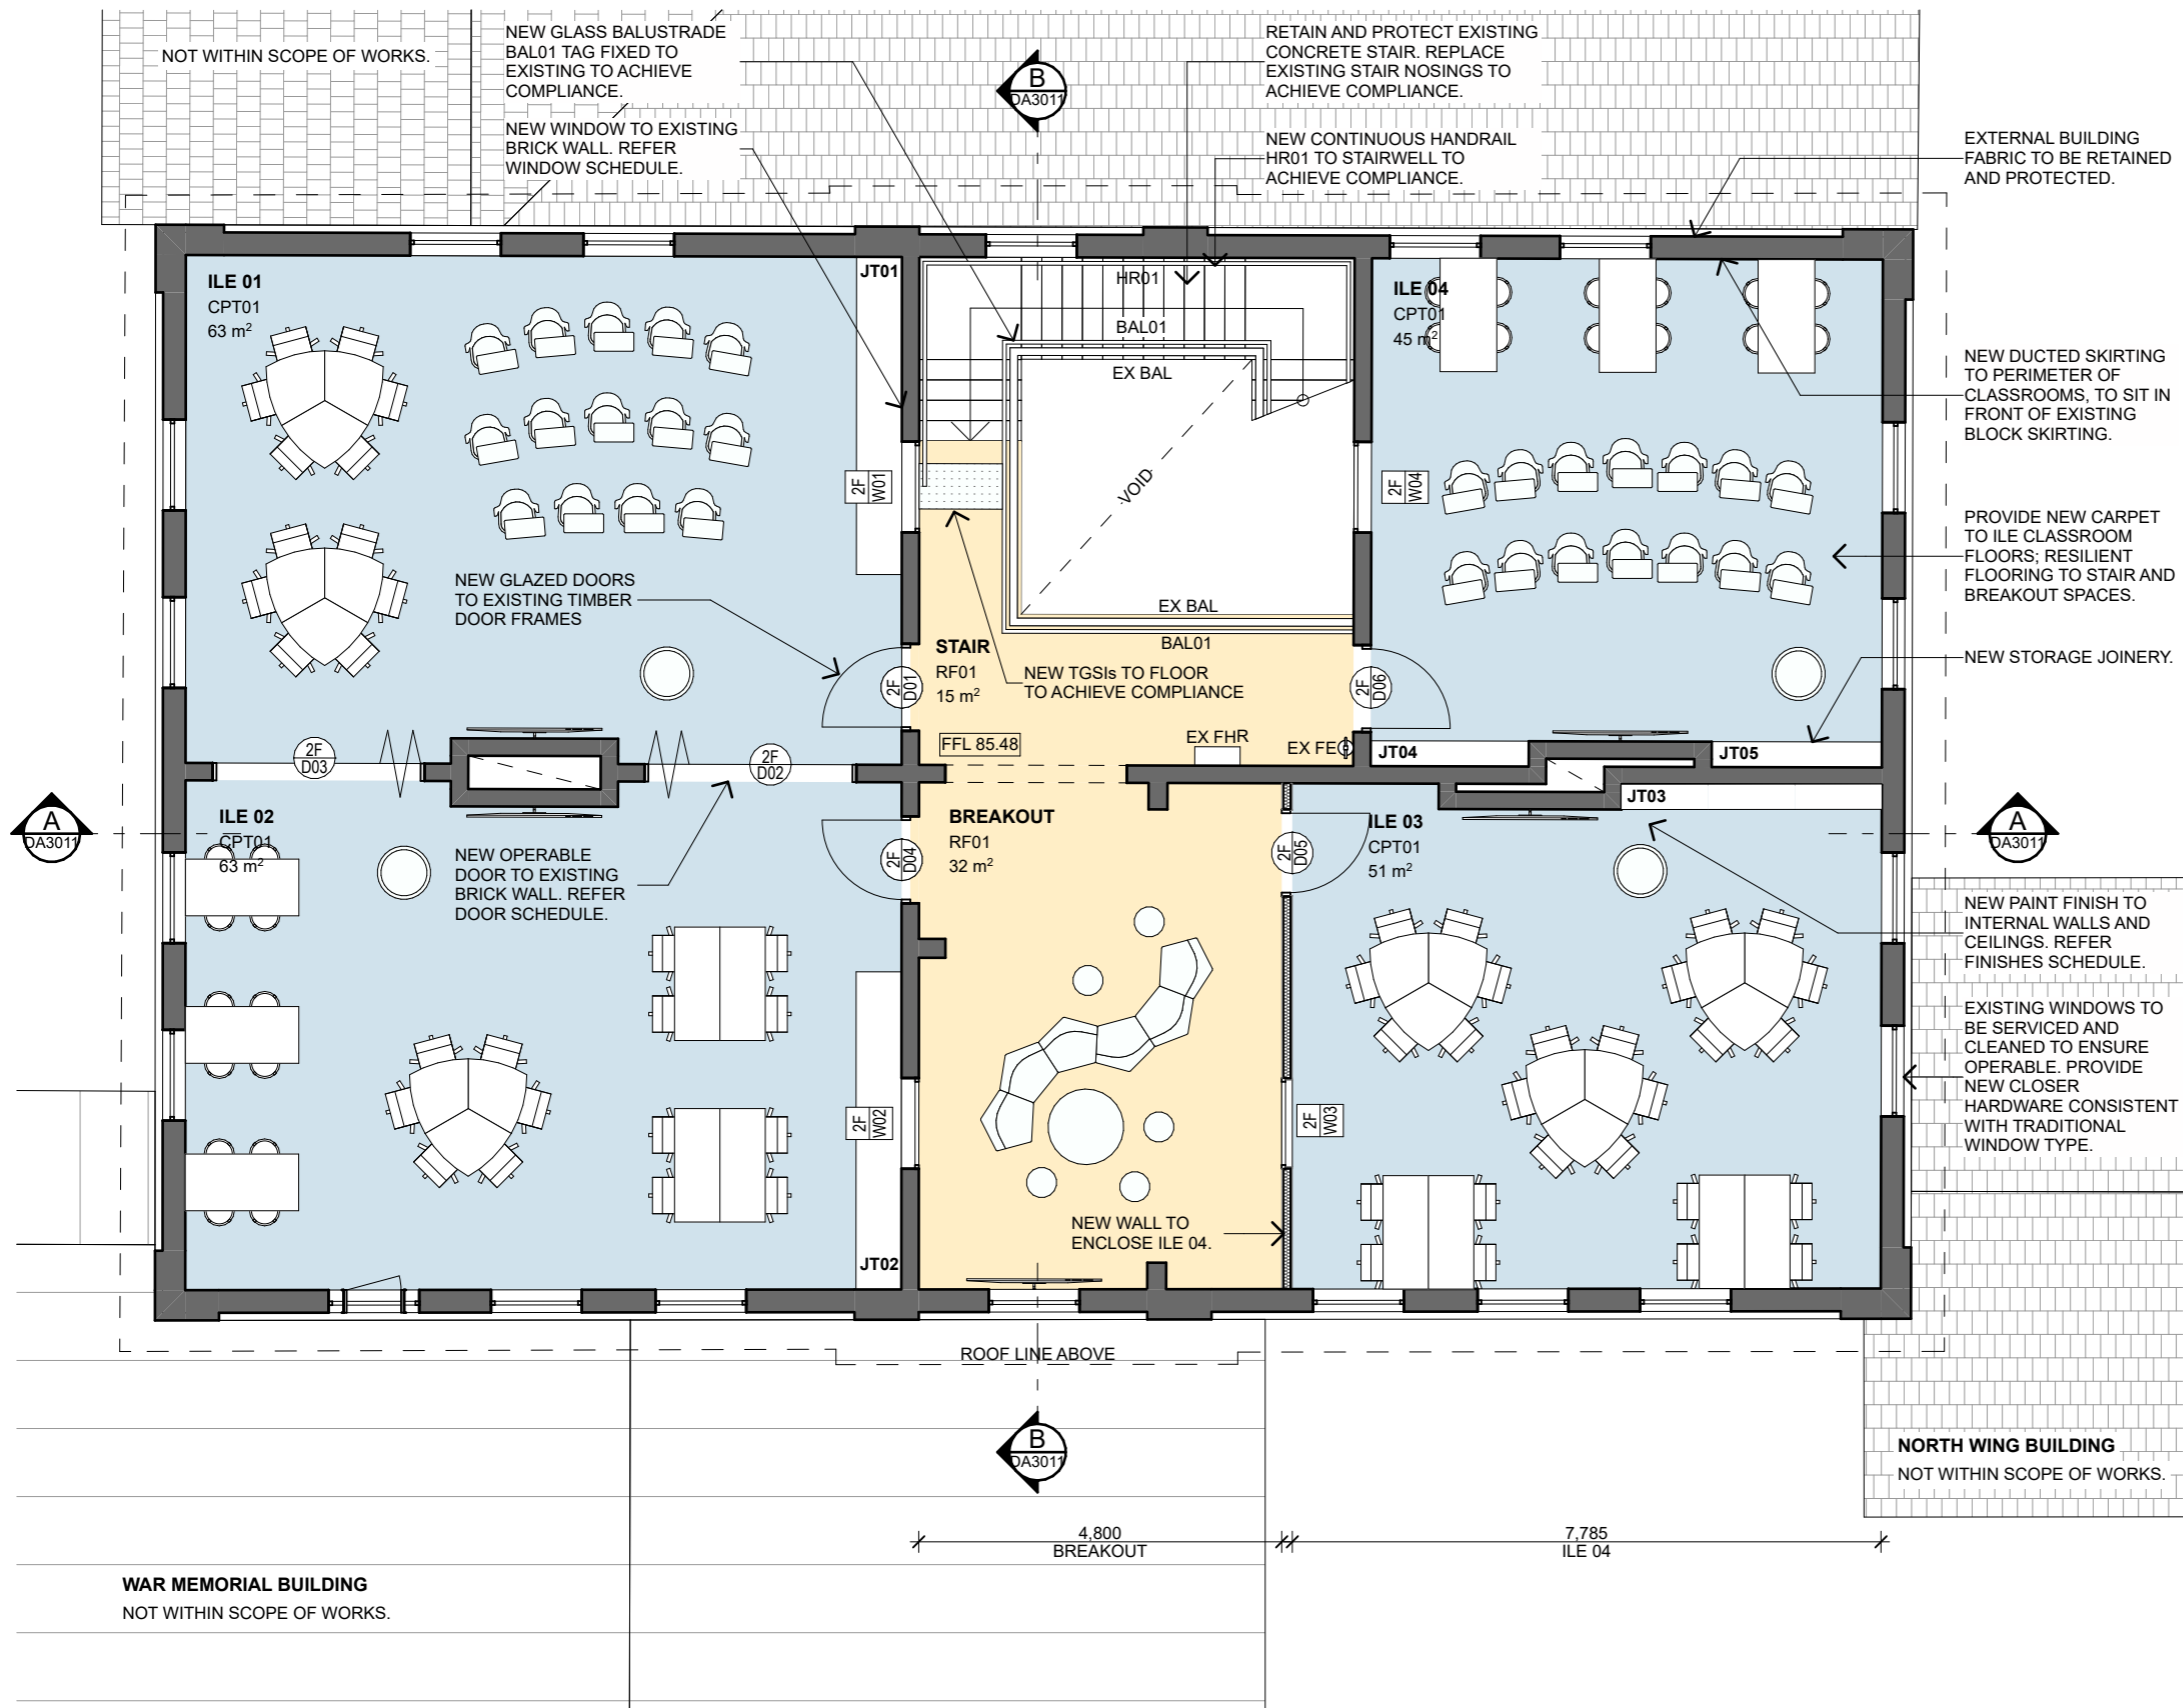 NOT WITHIN SCOPE OF WORKS.
NEW GLASS BALUSTRADE
BAL01 TAG FIXED TO
EXISTING TO ACHIEVE
COMPLIANCE.
NEW WINDOW TO EXISTING
BRICK WALL. REFER
WINDOW SCHEDULE.
B
DA3011
RETAIN AND PROTECT EXISTING
CONCRETE STAIR. REPLACE
EXISTING STAIR NOSINGS TO
ACHIEVE COMPLIANCE.
NEW CONTINUOUS HANDRAIL
HR01 TO STAIRWELL TO
ACHIEVE COMPLIANCE.
EXTERNAL BUILDING
FABRIC TO BE RETAINED
AND PROTECTED.
ILE 01
CPT01
63 m²
JT01
HR01
BAL01
EX BAL
VOID
EX BAL
BAL01
ILE 04
CPT01
45 m²
NEW DUCTED SKIRTING
TO PERIMETER OF
CLASSROOMS, TO SIT IN
FRONT OF EXISTING
BLOCK SKIRTING.
2F
W01
2F
W04
PROVIDE NEW CARPET
TO ILE CLASSROOM
FLOORS; RESILIENT
FLOORING TO STAIR AND
BREAKOUT SPACES.
NEW GLAZED DOORS
TO EXISTING TIMBER
DOOR FRAMES
STAIR
RF01
15 m²
NEW TGSIs TO FLOOR
TO ACHIEVE COMPLIANCE
2F
D01
2F
D06
NEW STORAGE JOINERY.
FFL 85.48
EX FHR
EX FE
JT04
JT05
2F
D03
2F
D02
A
DA3011
ILE 02
CPT01
63 m²
NEW OPERABLE
DOOR TO EXISTING
BRICK WALL. REFER
DOOR SCHEDULE.
2F
D04
BREAKOUT
RF01
32 m²
2F
D05
ILE 03
CPT01
51 m²
JT03
A
DA3011
NEW PAINT FINISH TO
INTERNAL WALLS AND
CEILINGS. REFER
FINISHES SCHEDULE.
EXISTING WINDOWS TO
BE SERVICED AND
CLEANED TO ENSURE
OPERABLE. PROVIDE
NEW CLOSER
HARDWARE CONSISTENT
WITH TRADITIONAL
WINDOW TYPE.
2F
W02
2F
W03
NEW WALL TO
ENCLOSE ILE 04.
JT02
ROOF LINE ABOVE
B
DA3011
NORTH WING BUILDING
NOT WITHIN SCOPE OF WORKS.
4,800
BREAKOUT
7,785
ILE 04
WAR MEMORIAL BUILDING
NOT WITHIN SCOPE OF WORKS.